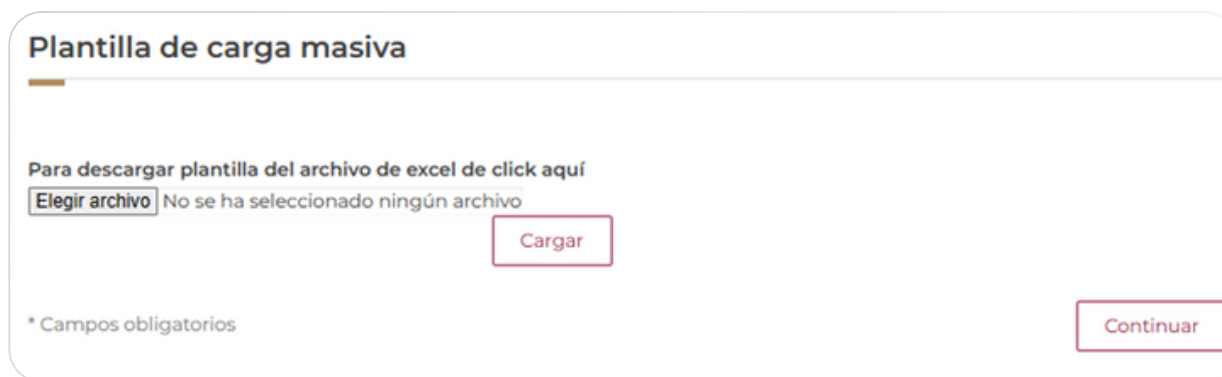 Plantilla de carga masiva
Para descargar plantilla del archivo de excel de click aquí
Elegir archivo No se ha seleccionado ningún archivo
Cargar
* Campos obligatorios
Continuar